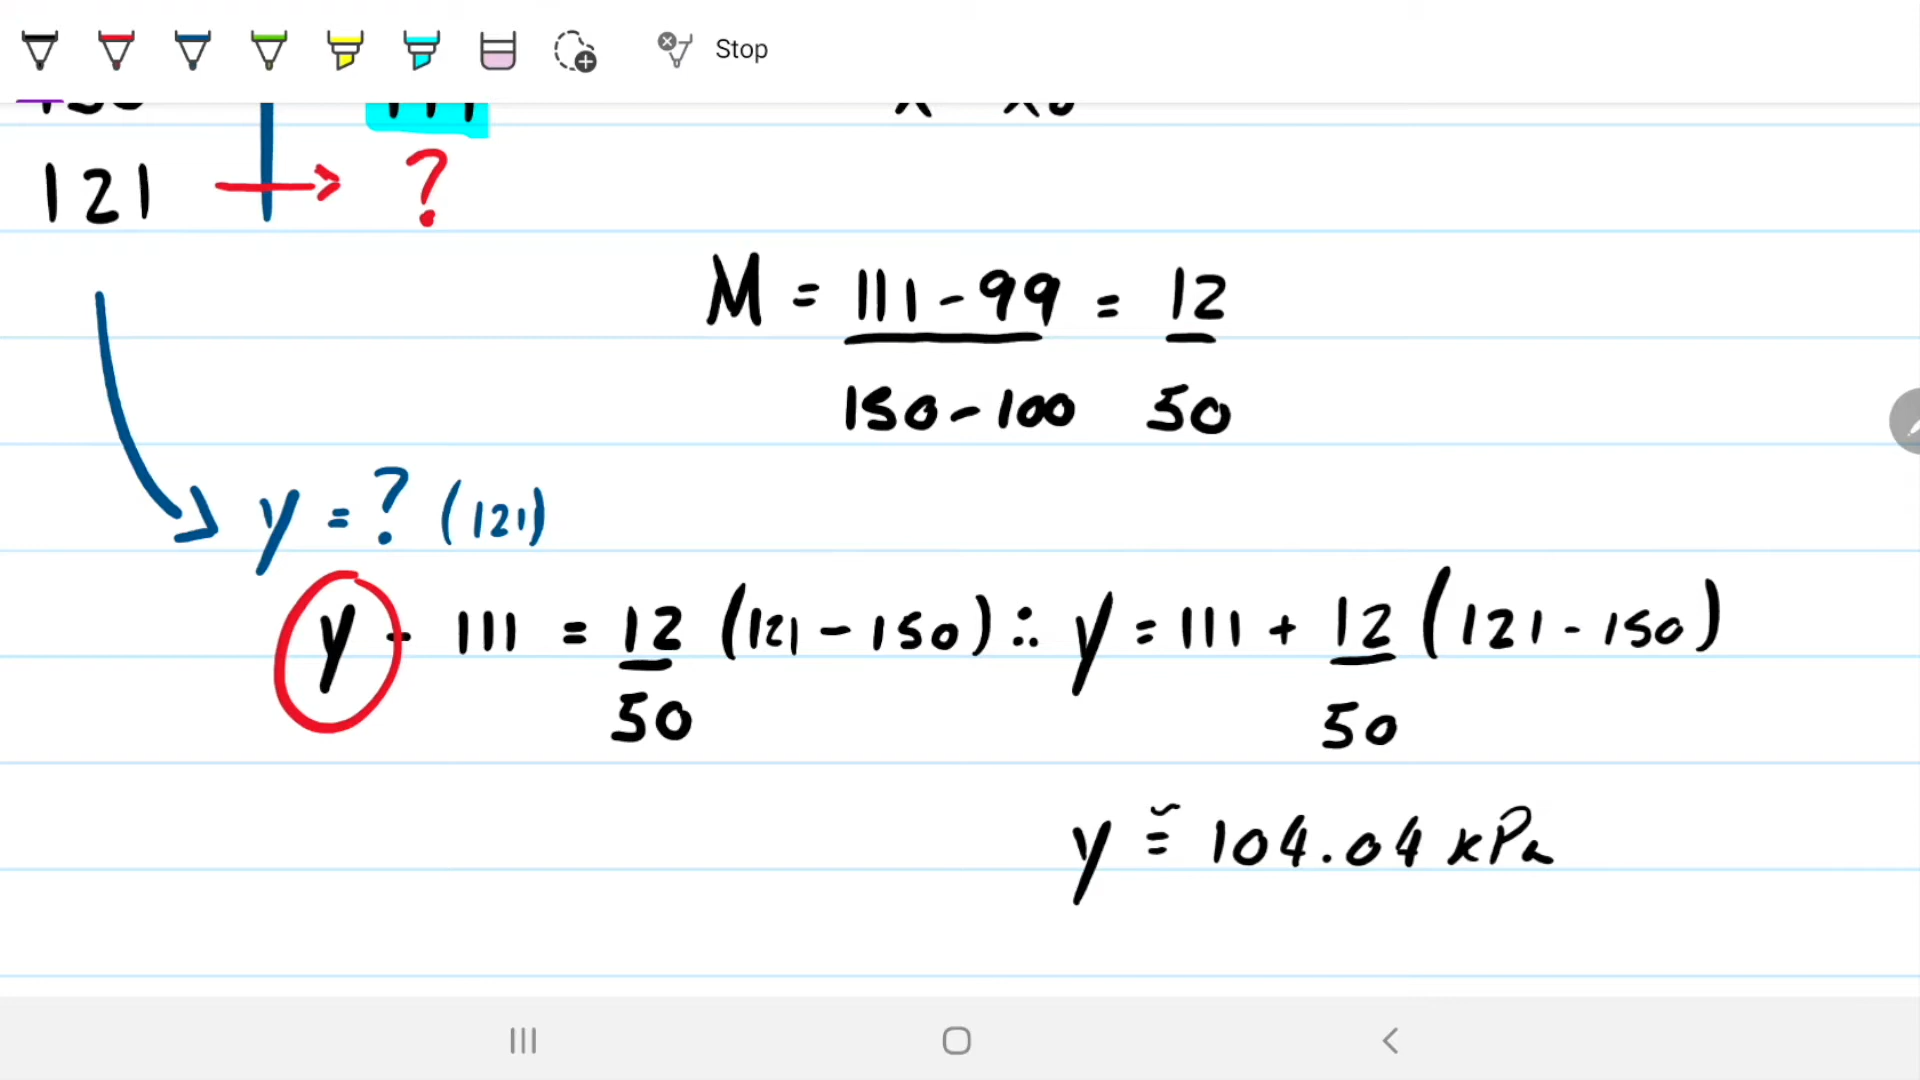 Stop
121 → ?
M = 111 - 99 = 12
150 - 100 50
y = ? (121)
y - 111 = 12 (121 - 150) ∴ y = 111 + 12 (121 - 150)
50 50
y ≅ 104.04 kPa